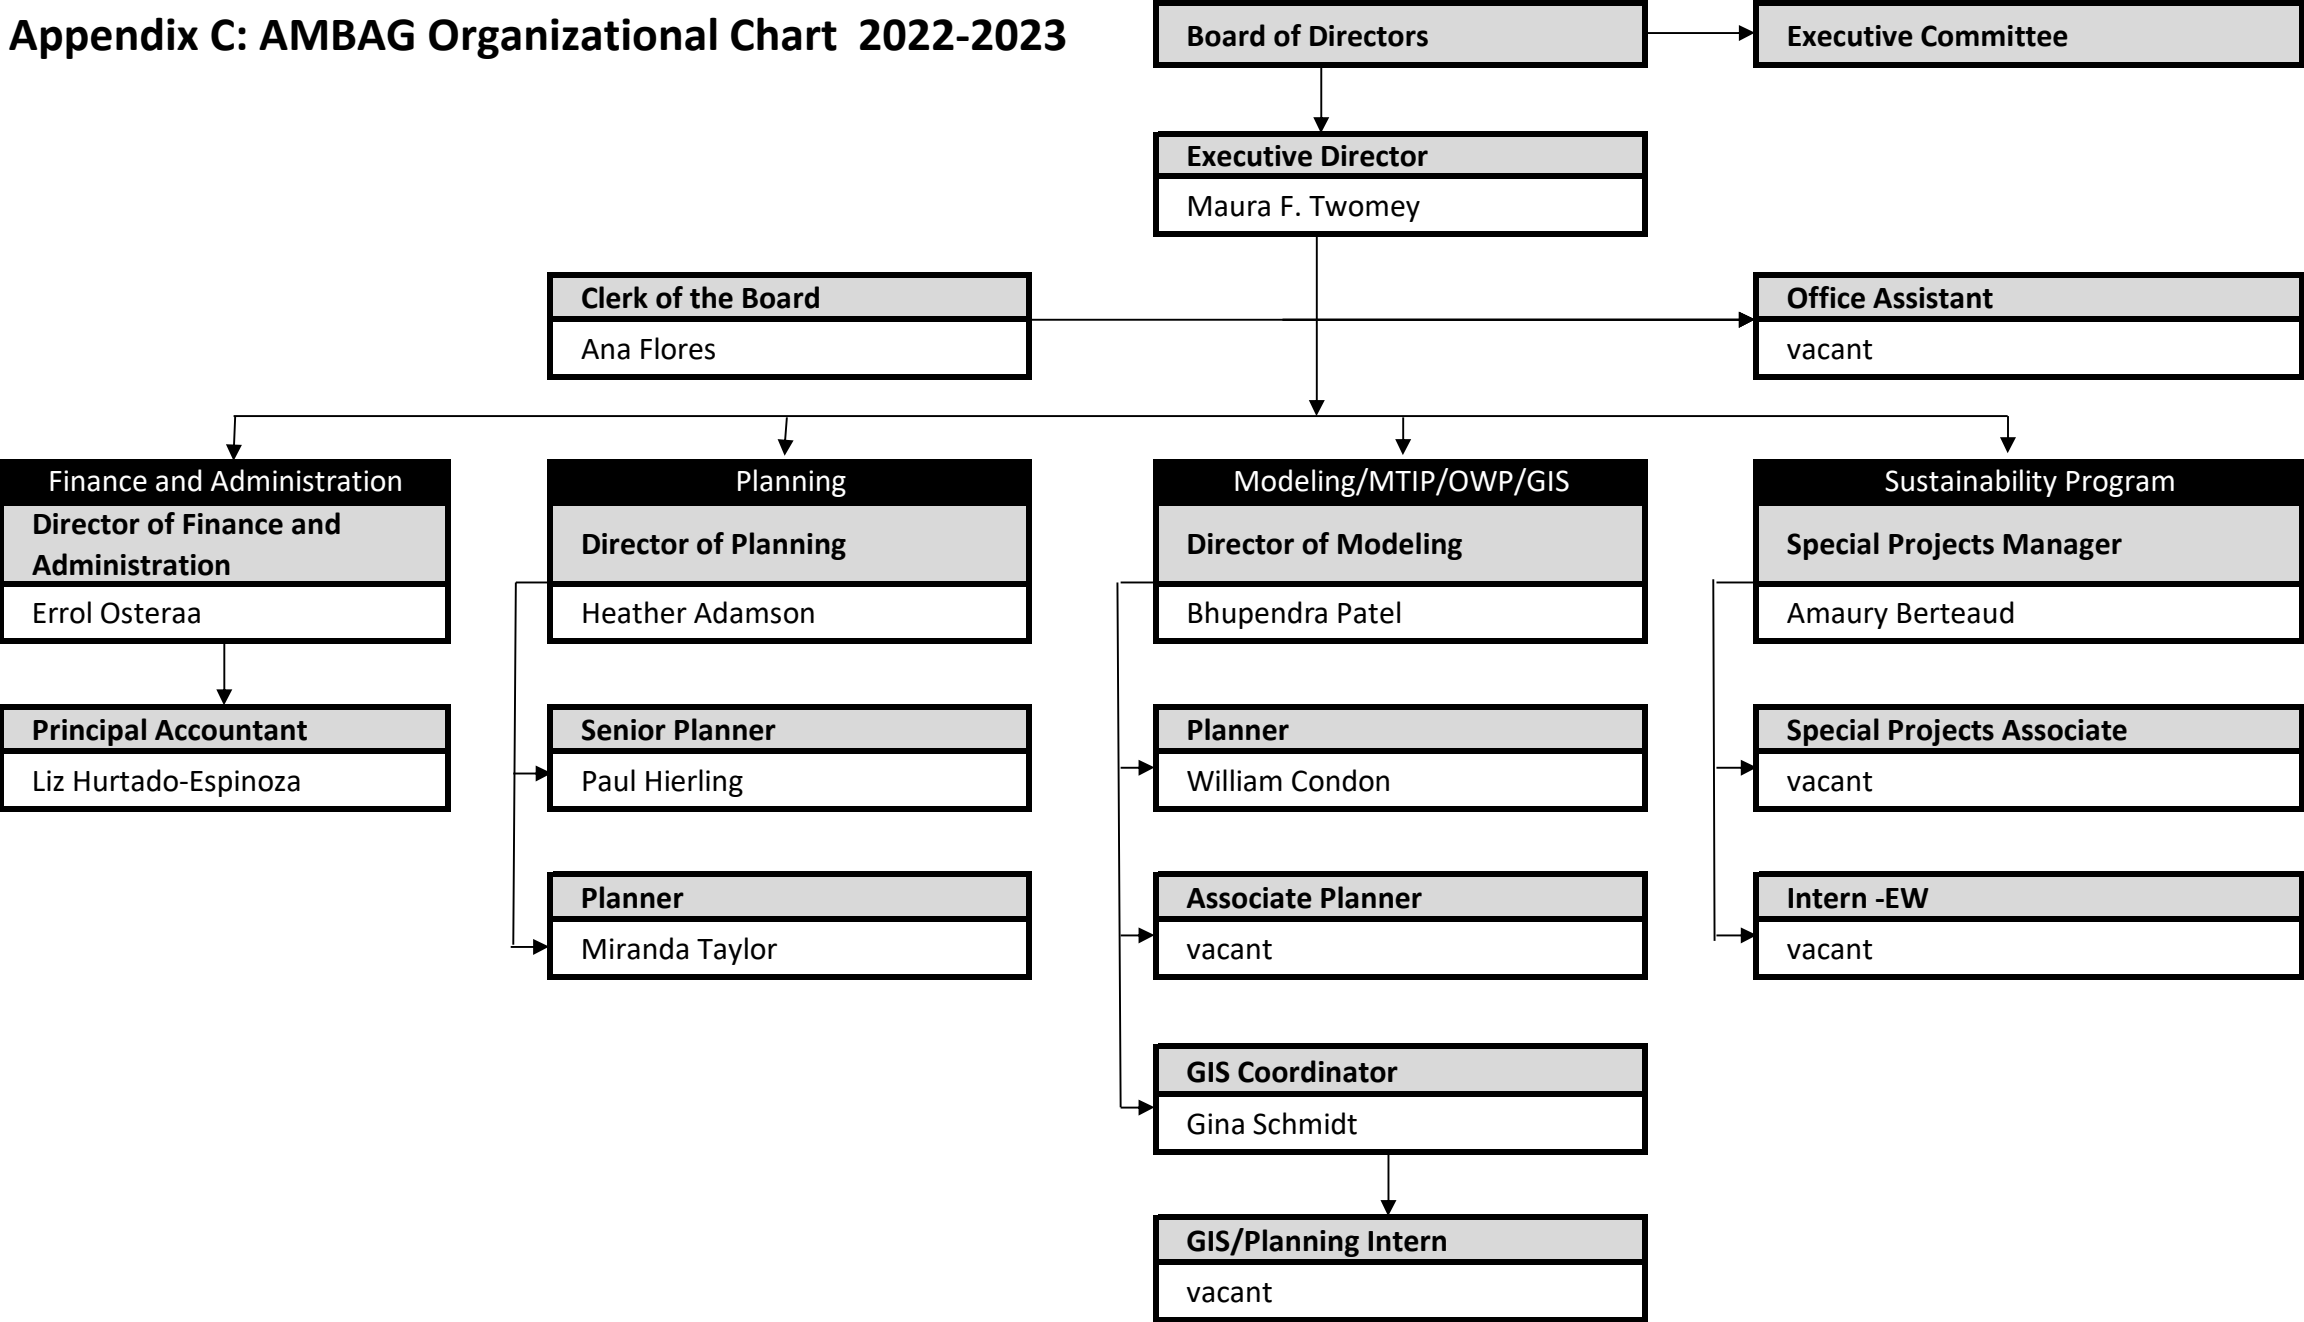 Appendix C: AMBAG Organizational Chart 2022-2023
Board of Directors
Executive Committee
Executive Director
Maura F. Twomey
Clerk of the Board
Ana Flores
Office Assistant
vacant
Finance and Administration
Director of Finance and
Administration
Errol Osteraa
Principal Accountant
Liz Hurtado-Espinoza
Planning
Director of Planning
Heather Adamson
Senior Planner
Paul Hierling
Planner
Miranda Taylor
Modeling/MTIP/OWP/GIS
Director of Modeling
Bhupendra Patel
Planner
William Condon
Associate Planner
vacant
GIS Coordinator
Gina Schmidt
GIS/Planning Intern
vacant
Sustainability Program
Special Projects Manager
Amaury Berteaud
Special Projects Associate
vacant
Intern -EW
vacant